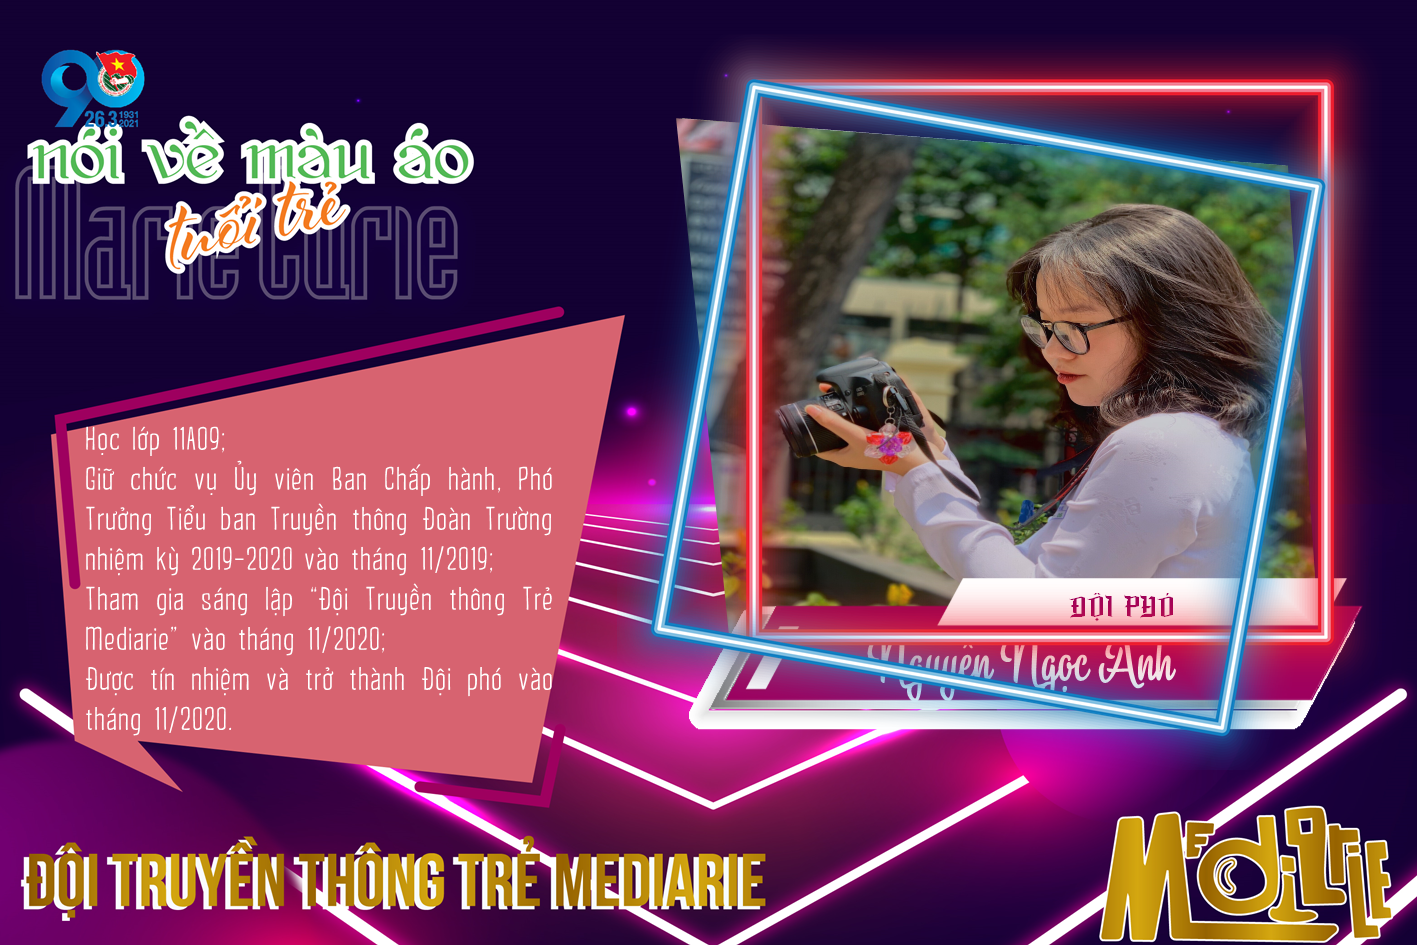 90
26.3 1931
2021
nói về màu áo
tuổi trẻ
Marie Curie
Học lớp 11A09;
Giữ chức vụ Ủy viên Ban Chấp hành, Phó
Trưởng Tiểu ban Truyền thông Đoàn Trường
nhiệm kỳ 2019-2020 vào tháng 11/2019;
Tham gia sáng lập “Đội Truyền thông Trẻ
Mediarie” vào tháng 11/2020;
Được tín nhiệm và trở thành Đội phó vào
tháng 11/2020.
ĐỘI PHÓ
Nguyễn Ngọc Anh
ĐỘI TRUYỀN THÔNG TRẺ MEDIARIE
MEDIARIE